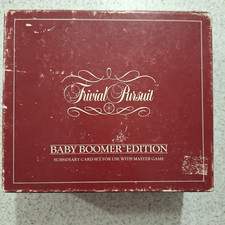 Trivial Pursuit
BABY BOOMER EDITION
SUBSIDIARY CARD SET FOR USE WITH MASTER GAME